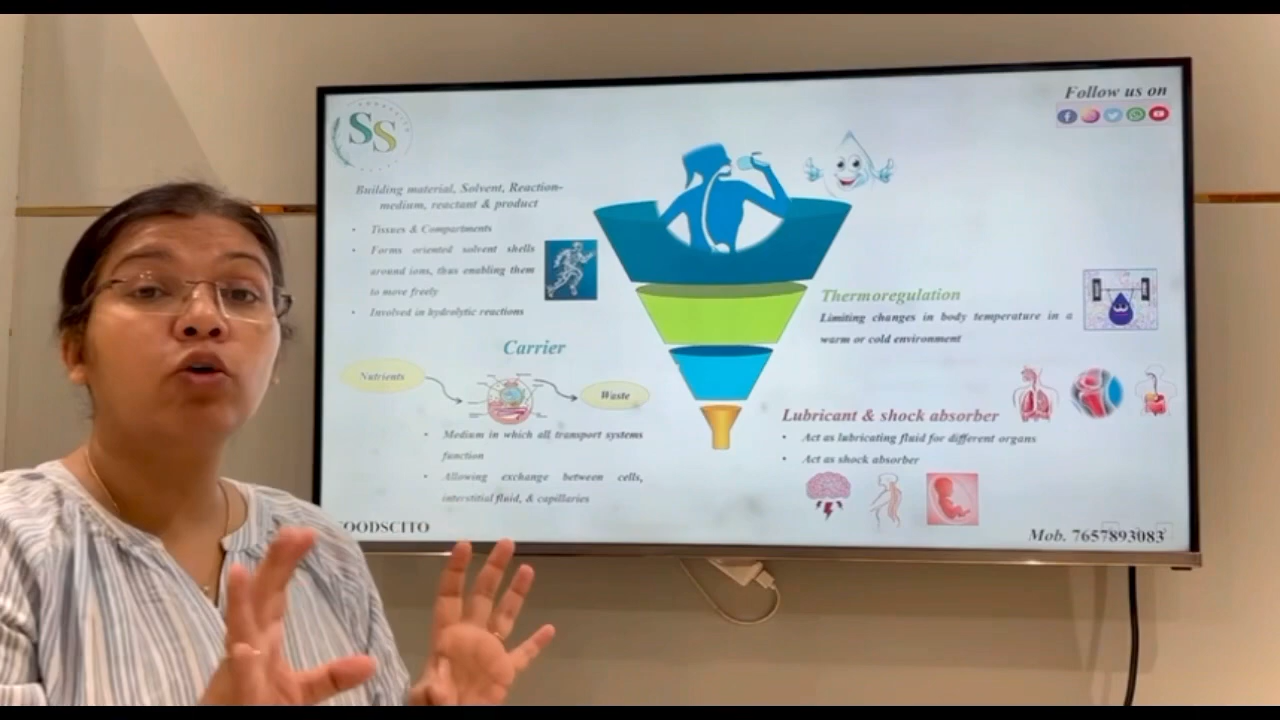 SS
Follow us on
Building material, Solvent, Reaction-
medium, reactant & product
• Tissues & Compartments
• Forms oriented solvent shells
around ions, thus enabling them
to move freely
• Involved in hydrolytic reactions
Carrier
Nutrients
Waste
• Medium in which all transport systems
function
• Allowing exchange between cells,
interstitial fluid, & capillaries
Thermoregulation
Limiting changes in body temperature in a
warm or cold environment
Lubricant & shock absorber
• Act as lubricating fluid for different organs
• Act as shock absorber
FOODSCITO
Mob. 7657893083